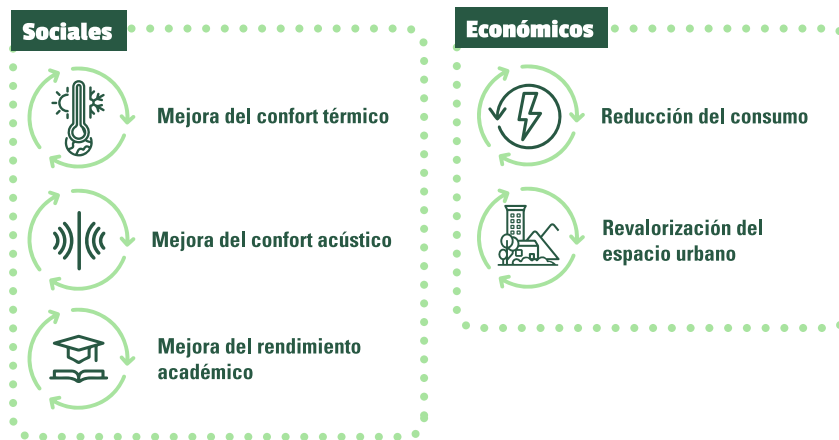 Sociales
Mejora del confort térmico
Mejora del confort acústico
Mejora del rendimiento
académico
Económicos
Reducción del consumo
Revalorización del
espacio urbano